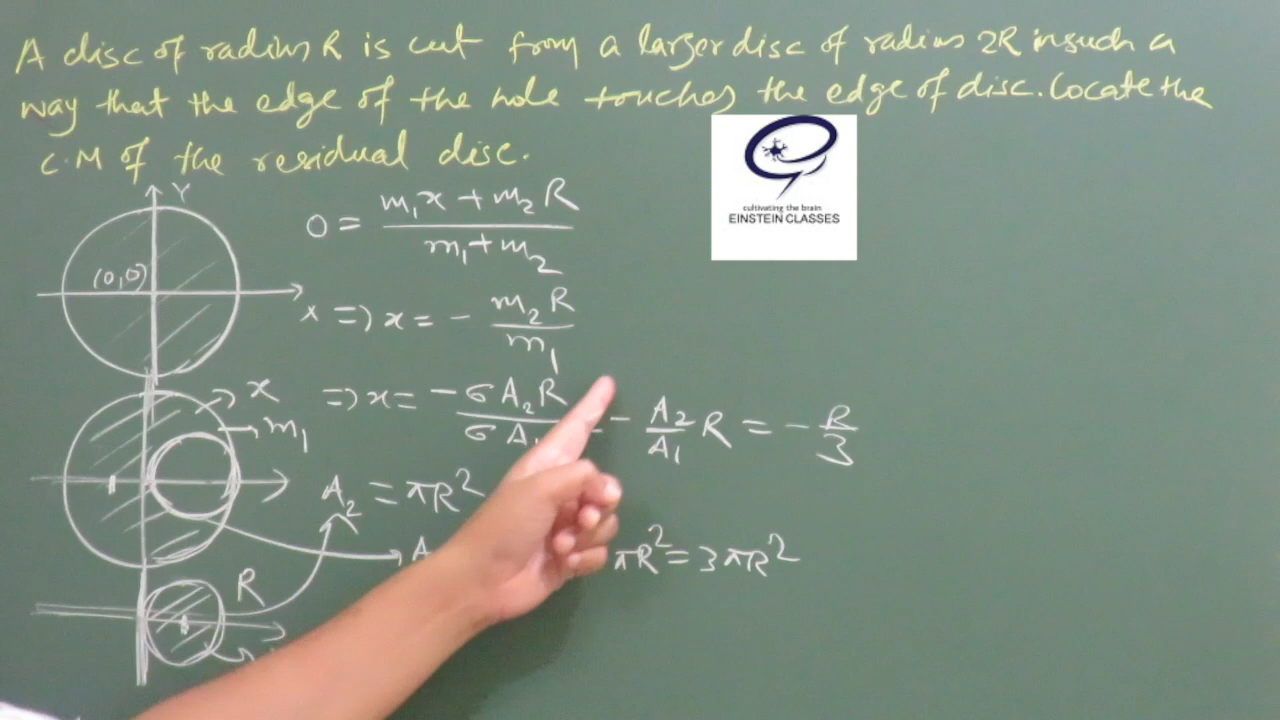 A disc of radius R is cut from a larger disc of radius 2R in such a
way that the edge of the hole touches the edge of disc. Locate the
C.M of the residual disc.
cultivating the brain
EINSTEIN CLASSES
Y
(0,0)
x
0 = (m₁x + m₂R)/(m₁ + m₂)
=> x = - m₂R/m₁
x
m₁
=> x = -σA₂R/σA₁ = - A₂/A₁ R = - R/3
A₂ = πR²
A πR² = 3πR²
R